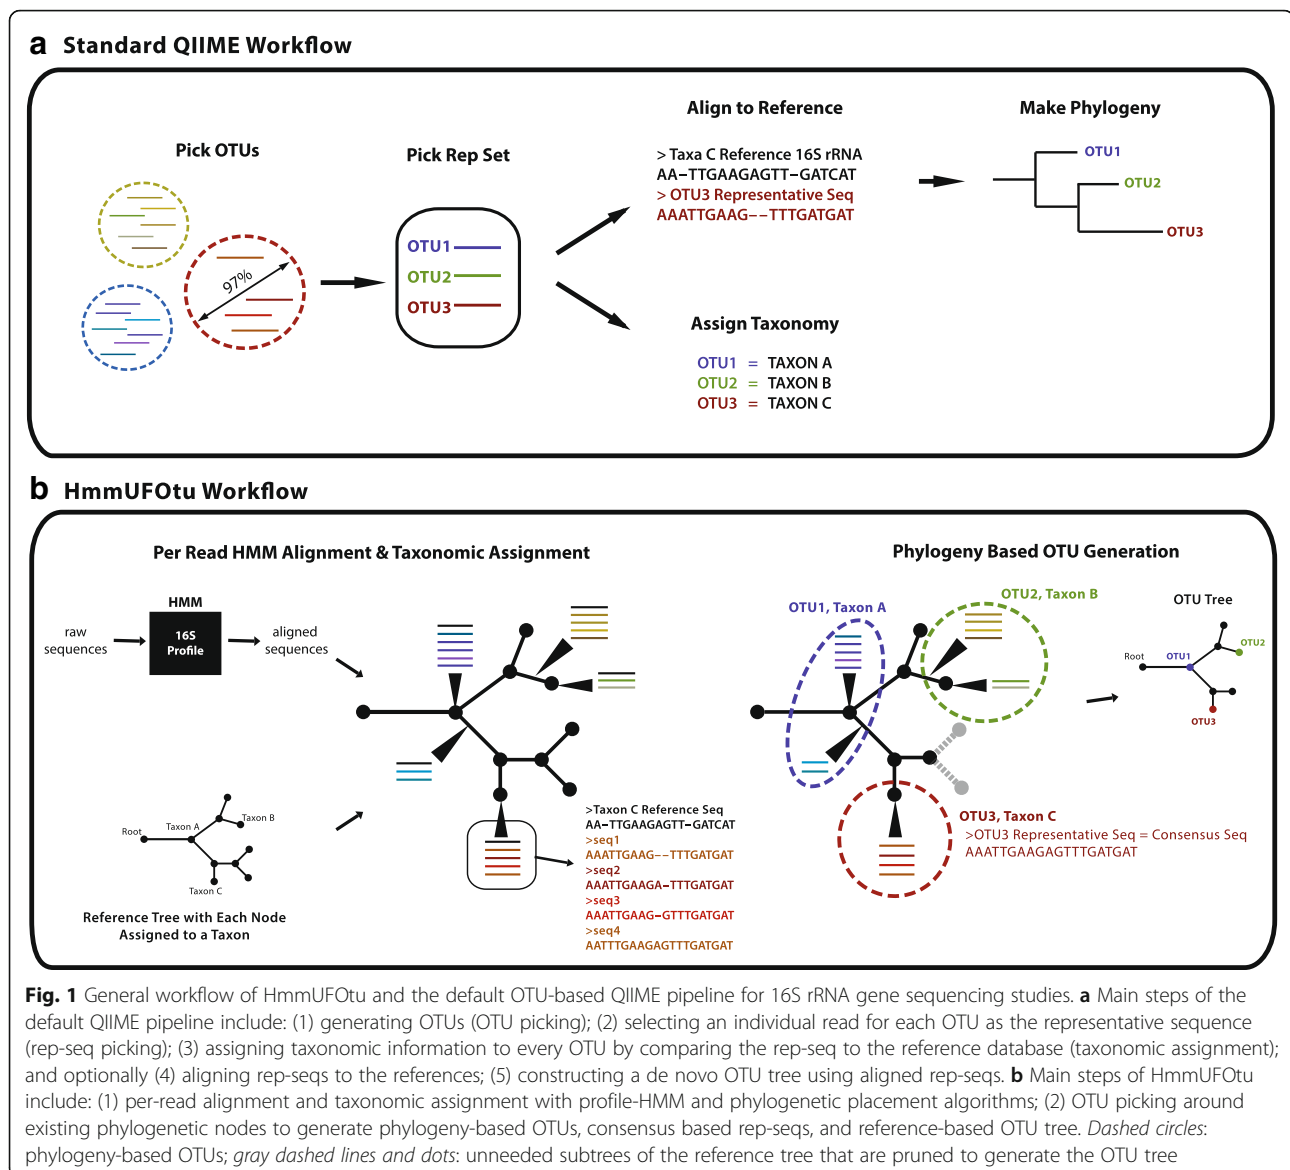 a Standard QIIME Workflow
Pick OTUs
97%
Pick Rep Set
OTU1
OTU2
OTU3
Align to Reference
> Taxa C Reference 16S rRNA
AA–TTGAAGAGTT–GATCAT
> OTU3 Representative Seq
AAATTGAAG––TTTGATGAT
Make Phylogeny
OTU1
OTU2
OTU3
Assign Taxonomy
OTU1 = TAXON A
OTU2 = TAXON B
OTU3 = TAXON C
b HmmUFOtu Workflow
Per Read HMM Alignment & Taxonomic Assignment
raw
sequences
HMM
16S
Profile
aligned
sequences
Root
Taxon A
Taxon B
Taxon C
Reference Tree with Each Node
Assigned to a Taxon
>Taxon C Reference Seq
AA–TTGAAGAGTT–GATCAT
>seq1
AAATTGAAG––TTTGATGAT
>seq2
AAATTGAAGA–TTTGATGAT
>seq3
AAATTGAAG–GTTTGATGAT
>seq4
AATTTGAAGAGTTTGATGAT
Phylogeny Based OTU Generation
OTU1, Taxon A
OTU2, Taxon B
OTU3, Taxon C
>OTU3 Representative Seq = Consensus Seq
AAATTGAAGAGTTTGATGAT
OTU Tree
Root
OTU1
OTU2
OTU3
Fig. 1 General workflow of HmmUFOtu and the default OTU-based QIIME pipeline for 16S rRNA gene sequencing studies. a Main steps of the
default QIIME pipeline include: (1) generating OTUs (OTU picking); (2) selecting an individual read for each OTU as the representative sequence
(rep-seq picking); (3) assigning taxonomic information to every OTU by comparing the rep-seq to the reference database (taxonomic assignment);
and optionally (4) aligning rep-seqs to the references; (5) constructing a de novo OTU tree using aligned rep-seqs. b Main steps of HmmUFOtu
include: (1) per-read alignment and taxonomic assignment with profile-HMM and phylogenetic placement algorithms; (2) OTU picking around
existing phylogenetic nodes to generate phylogeny-based OTUs, consensus based rep-seqs, and reference-based OTU tree. Dashed circles:
phylogeny-based OTUs; gray dashed lines and dots: unneeded subtrees of the reference tree that are pruned to generate the OTU tree